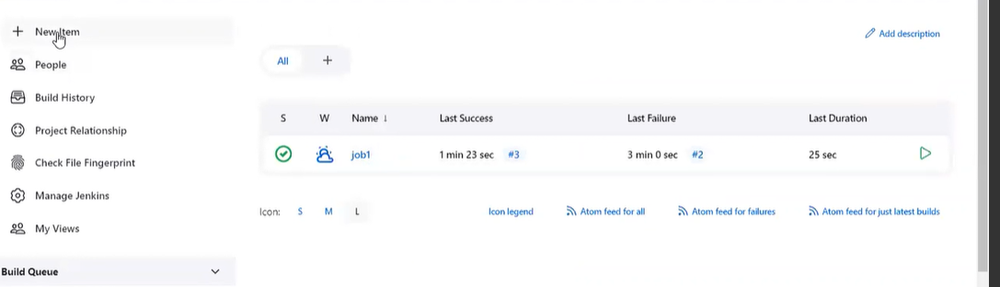 New Item
People
Build History
Project Relationship
Check File Fingerprint
Manage Jenkins
My Views
Build Queue
Add description
All +
S W Name ↓ Last Success Last Failure Last Duration
job1 1 min 23 sec #3 3 min 0 sec #2 25 sec
Icon: S M L Icon legend Atom feed for all Atom feed for failures Atom feed for just latest builds